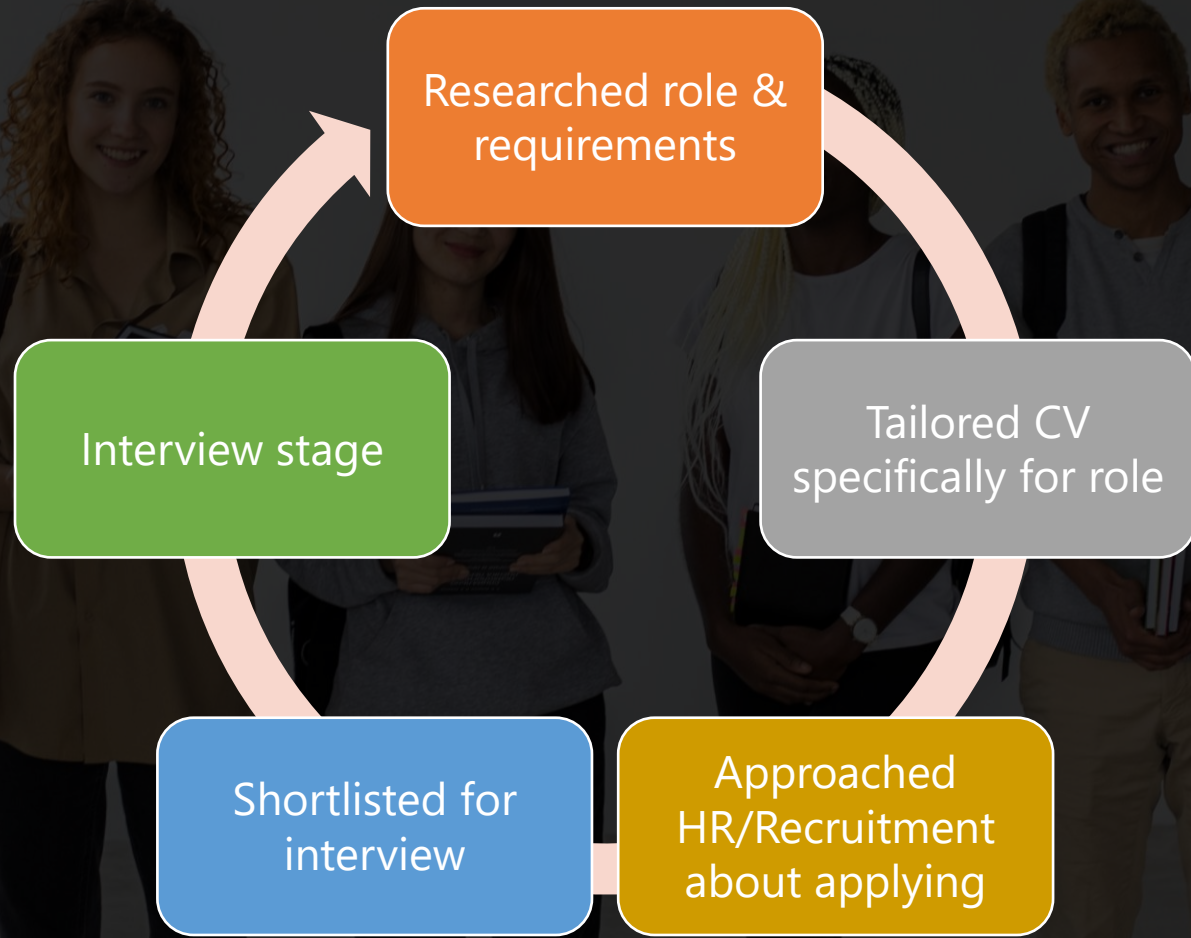 Researched role &
requirements
Tailored CV
specifically for role
Approached
HR/Recruitment
about applying
Shortlisted for
interview
Interview stage